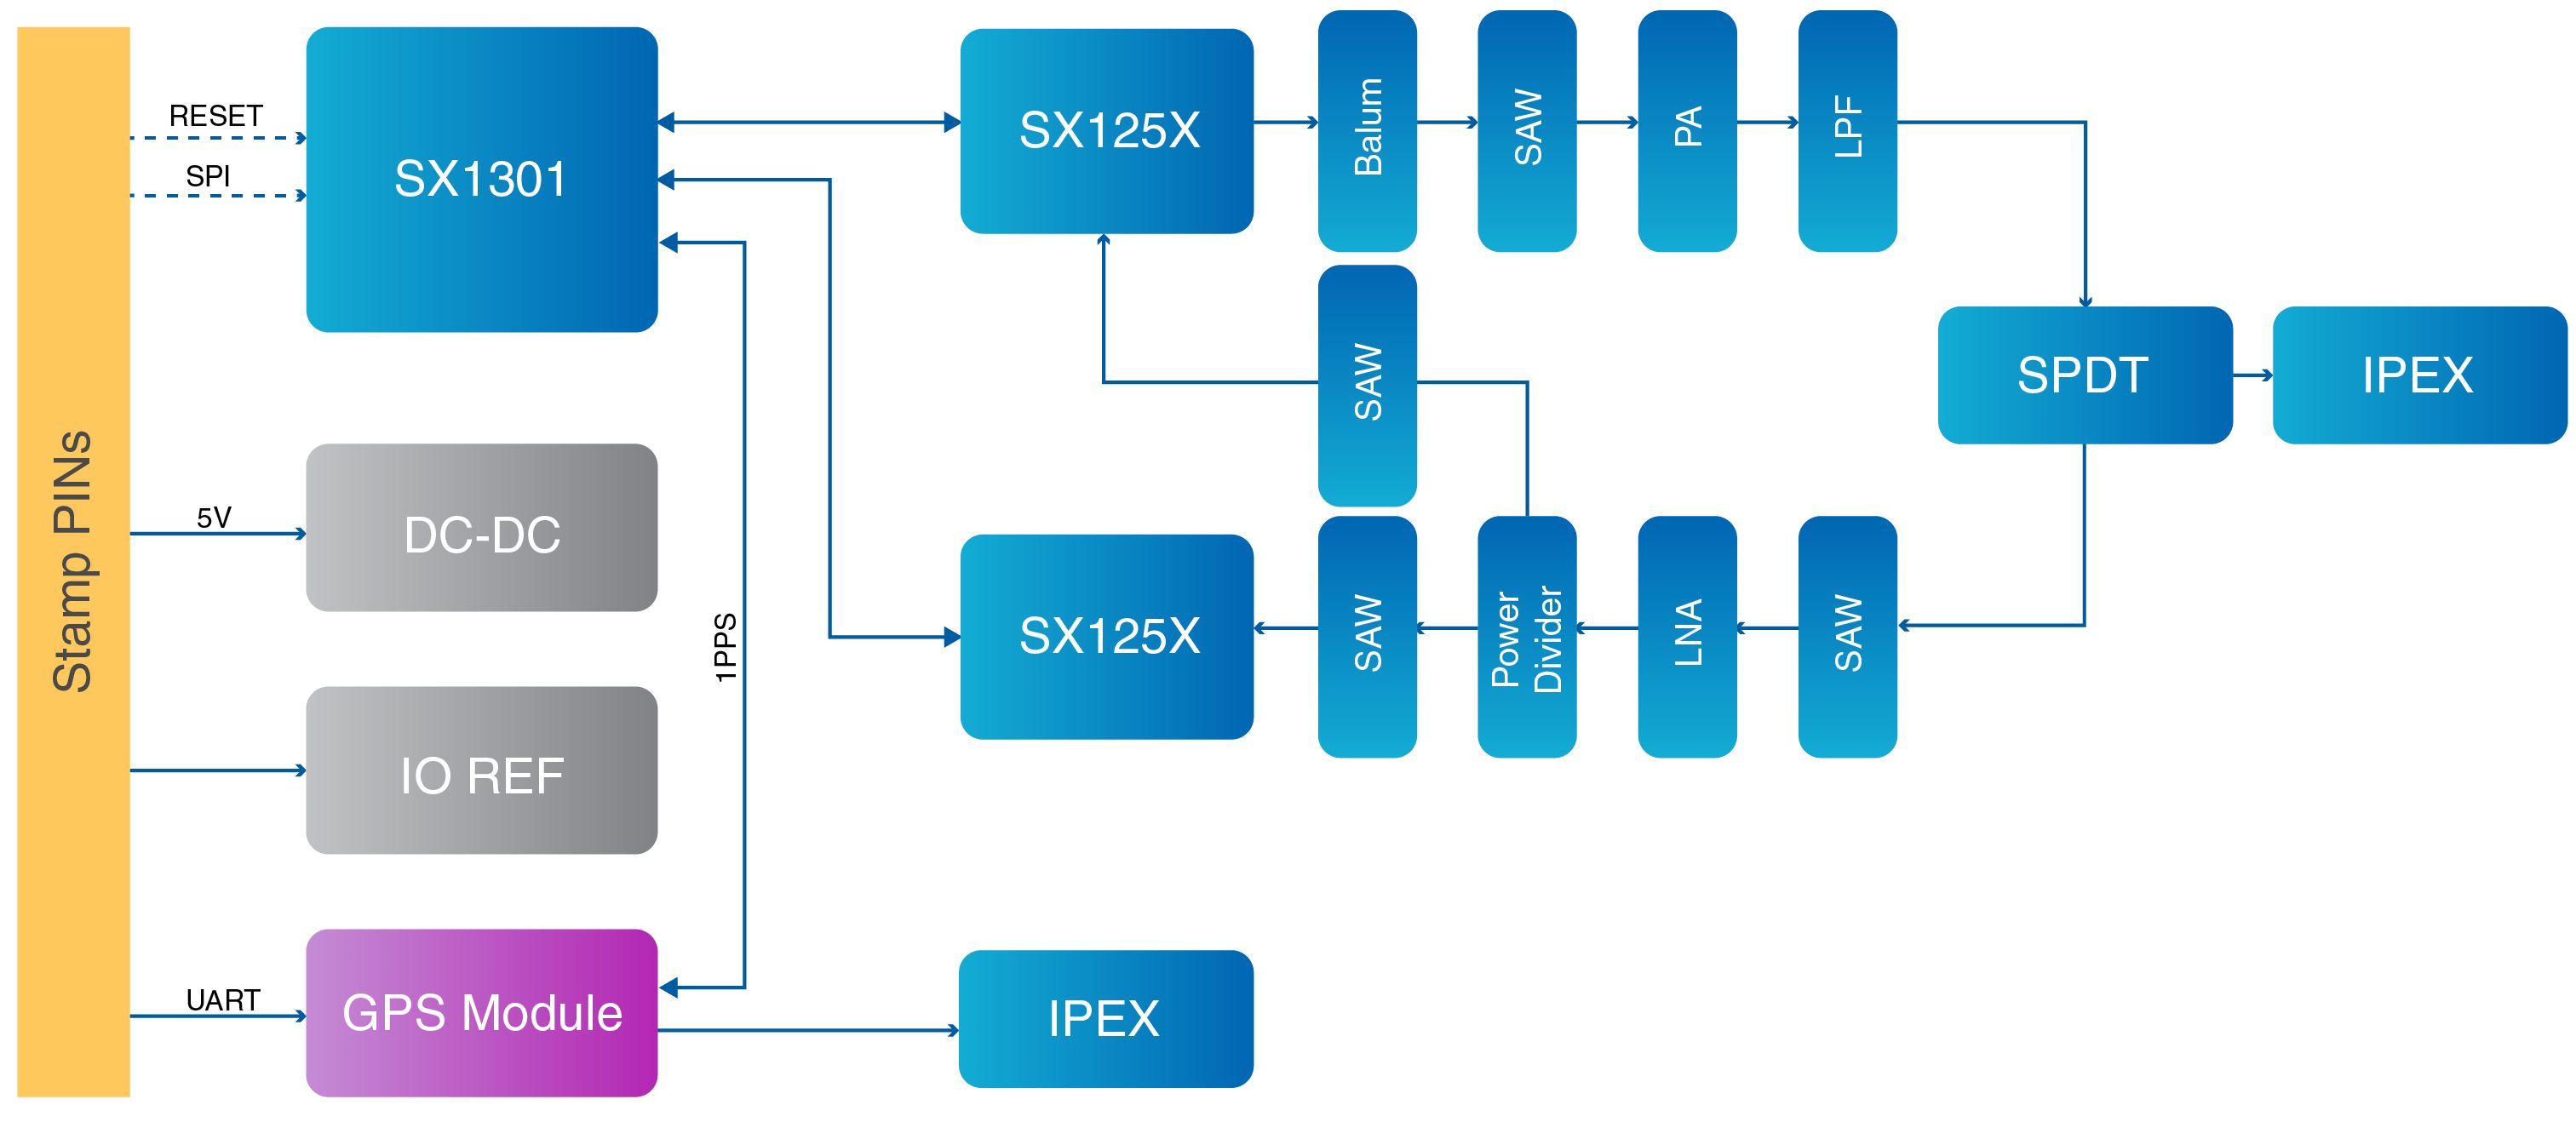 Stamp PINs
RESET
SPI
5V
UART
SX1301
DC-DC
IO REF
GPS Module
1PPS
SX125X
Balum
SAW
PA
LPF
SAW
SPDT
IPEX
SX125X
SAW
Power
Divider
LNA
SAW
IPEX